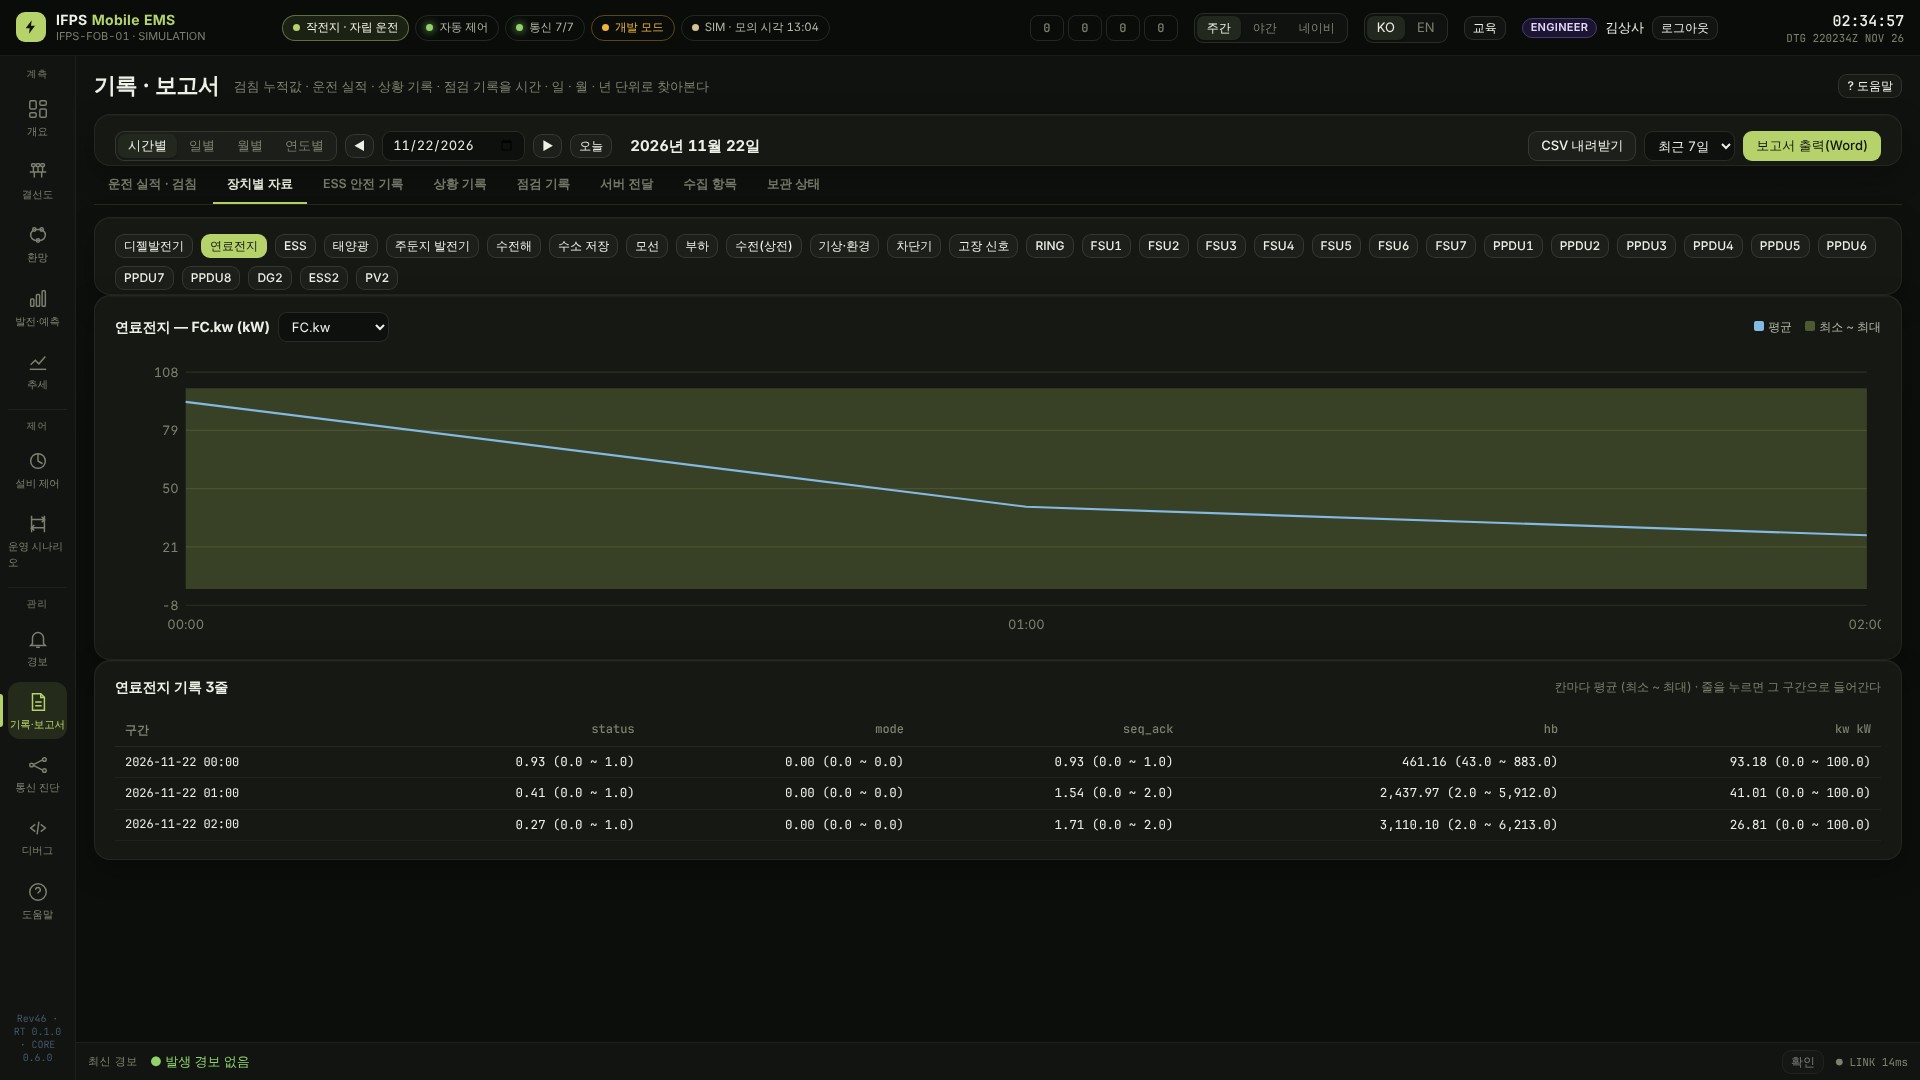 IFPS Mobile EMS
IFPS-FOB-01 · SIMULATION
작전지 · 자립 운전
자동 제어
통신 7/7
개발 모드
SIM · 모의 시각 13:04
0 0 0 0
주간 야간 네이비
KO EN
교육
ENGINEER 김상사 로그아웃
02:34:57
DTG 220234Z NOV 26
계측
개요
결선도
환망
발전·예측
추세
제어
설비 제어
운영 시나리
오
관리
경보
기록·보고서
통신 진단
디버그
도움말
Rev46 ·
RT 0.1.0
· CORE
0.6.0
기록 · 보고서 검침 누적값 · 운전 실적 · 상황 기록 · 점검 기록을 시간 · 일 · 월 · 년 단위로 찾아본다
? 도움말
시간별 일별 월별 연도별 ◀ 11/22/2026 ▶ 오늘 2026년 11월 22일
CSV 내려받기 최근 7일 보고서 출력(Word)
운전 실적 · 검침 장치별 자료 ESS 안전 기록 상황 기록 점검 기록 서버 전달 수집 항목 보관 상태
디젤발전기 연료전지 ESS 태양광 주둔지 발전기 수전해 수소 저장 모선 부하 수전(상전) 기상·환경 차단기 고장 신호 RING FSU1 FSU2 FSU3 FSU4 FSU5 FSU6 FSU7 PPDU1 PPDU2 PPDU3 PPDU4 PPDU5 PPDU6
PPDU7 PPDU8 DG2 ESS2 PV2
연료전지 — FC.kw (kW) FC.kw
평균 최소 ~ 최대
108
79
50
21
-8
00:00 01:00 02:00
연료전지 기록 3줄
칸마다 평균 (최소 ~ 최대) · 줄을 누르면 그 구간으로 들어간다
구간 status mode seq_ack hb kw kW
2026-11-22 00:00 0.93 (0.0 ~ 1.0) 0.00 (0.0 ~ 0.0) 0.93 (0.0 ~ 1.0) 461.16 (43.0 ~ 883.0) 93.18 (0.0 ~ 100.0)
2026-11-22 01:00 0.41 (0.0 ~ 1.0) 0.00 (0.0 ~ 0.0) 1.54 (0.0 ~ 2.0) 2,437.97 (2.0 ~ 5,912.0) 41.01 (0.0 ~ 100.0)
2026-11-22 02:00 0.27 (0.0 ~ 1.0) 0.00 (0.0 ~ 0.0) 1.71 (0.0 ~ 2.0) 3,110.10 (2.0 ~ 6,213.0) 26.81 (0.0 ~ 100.0)
최신 경보 발생 경보 없음
확인 LINK 14ms